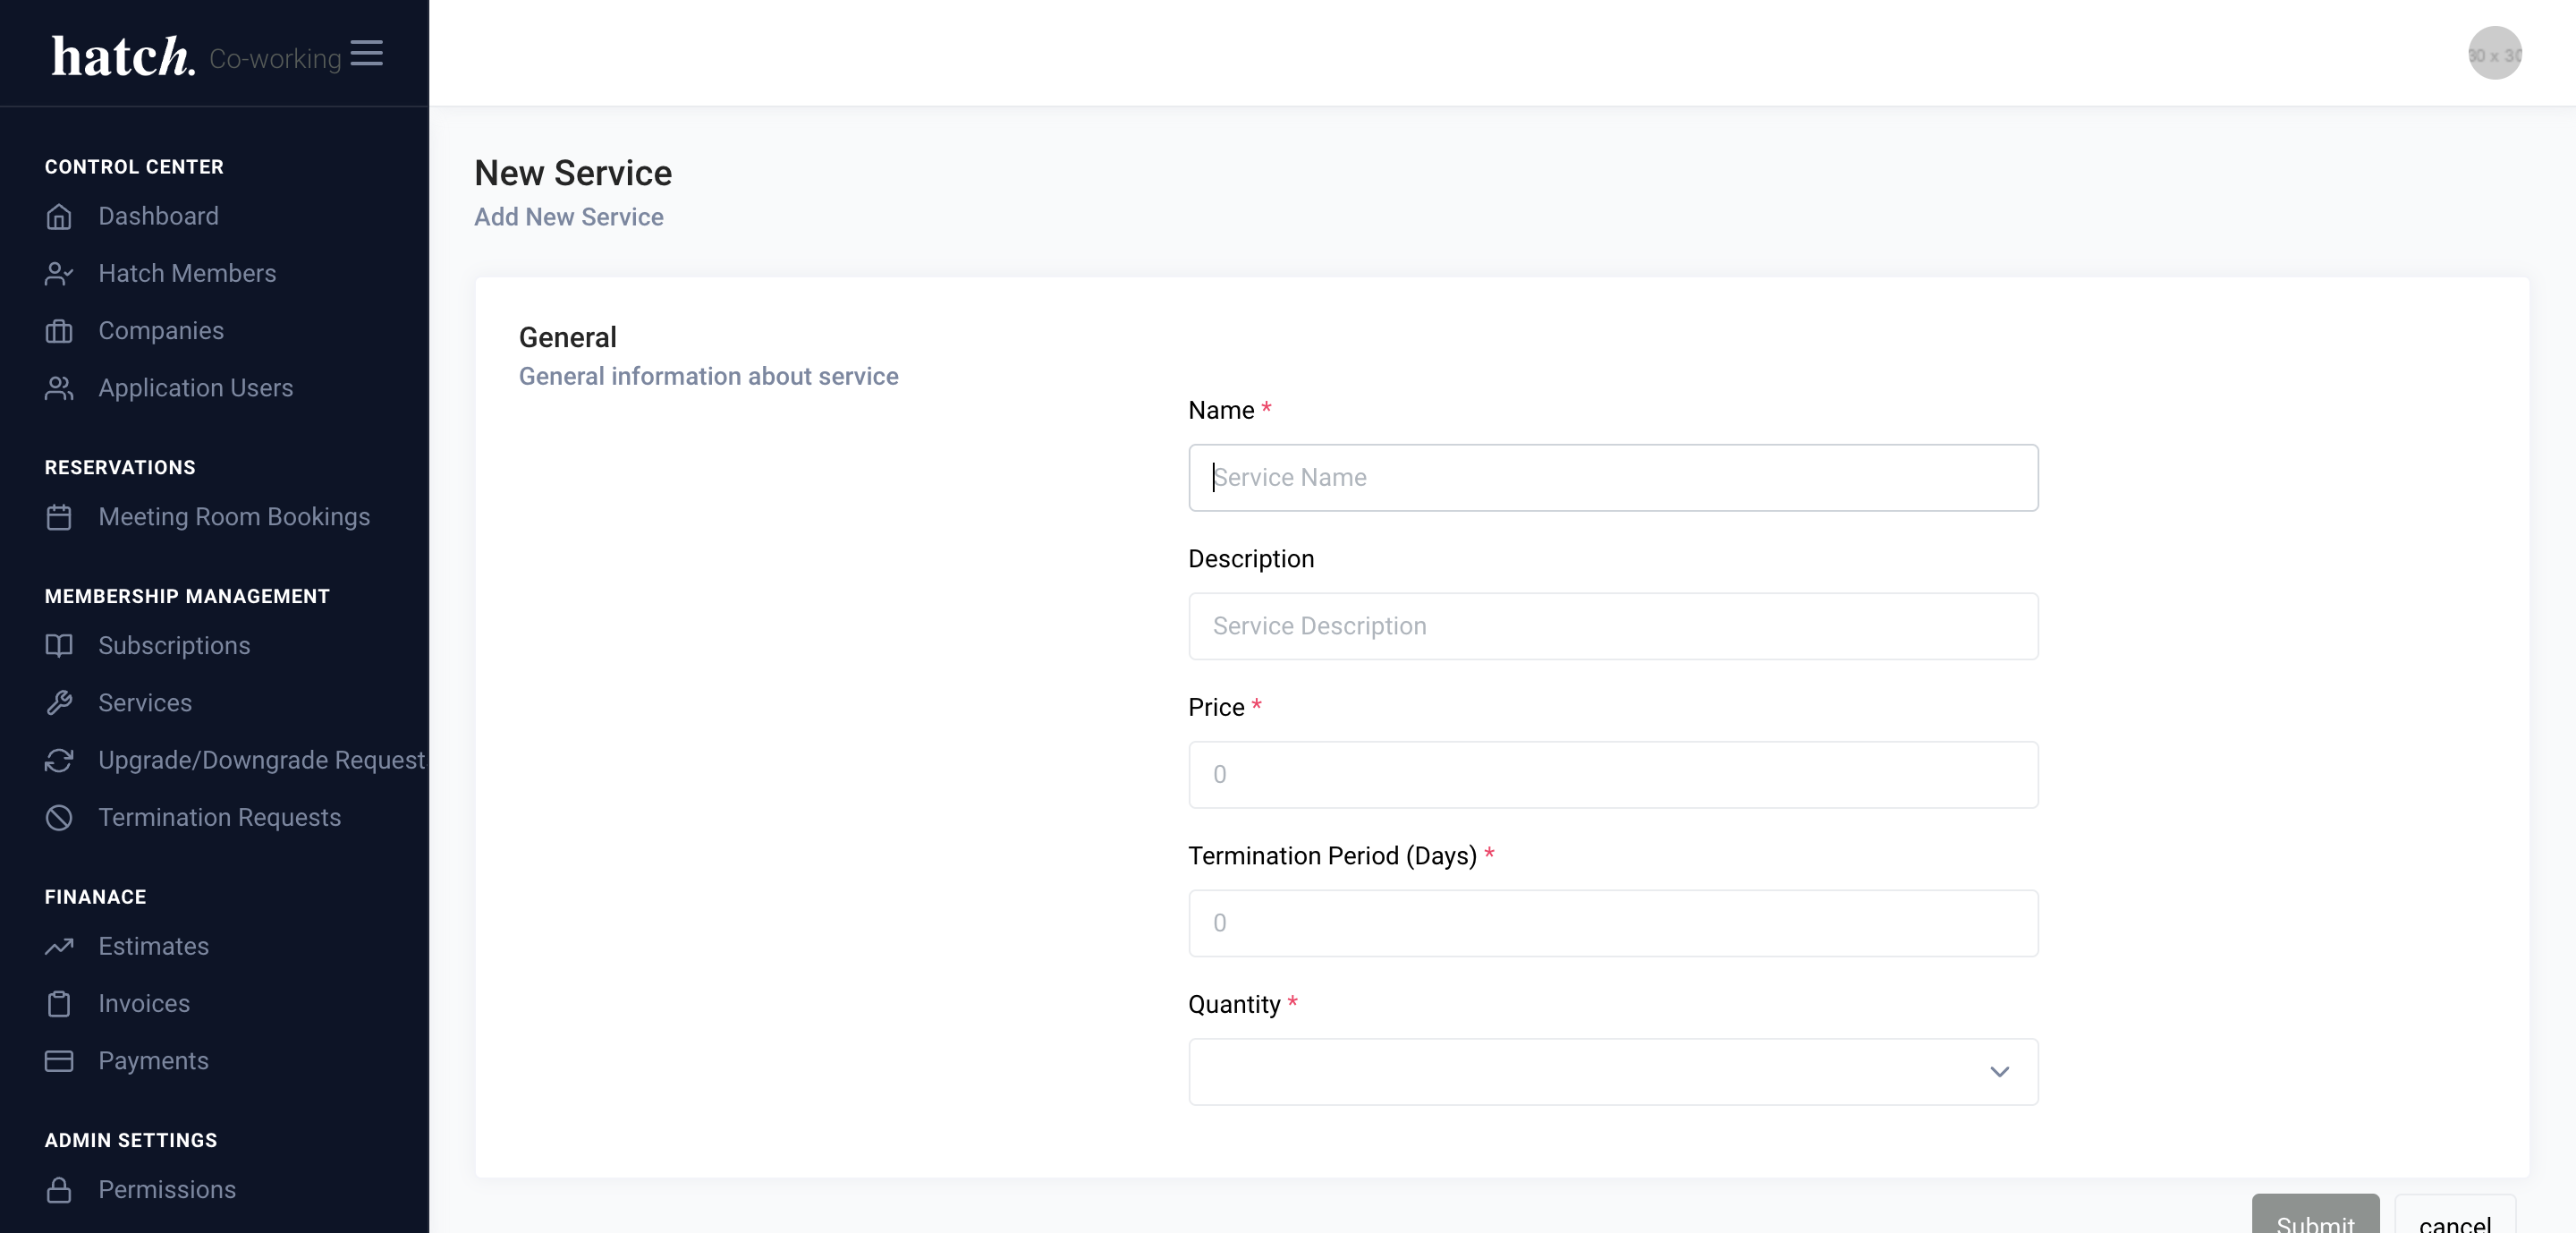 hatch. Co-working
30 x 30
CONTROL CENTER
Dashboard
Hatch Members
Companies
Application Users
RESERVATIONS
Meeting Room Bookings
MEMBERSHIP MANAGEMENT
Subscriptions
Services
Upgrade/Downgrade Request
Termination Requests
FINANACE
Estimates
Invoices
Payments
ADMIN SETTINGS
Permissions
New Service
Add New Service
General
General information about service
Name *
Service Name
Description
Service Description
Price *
0
Termination Period (Days) *
0
Quantity *
Submit
cancel